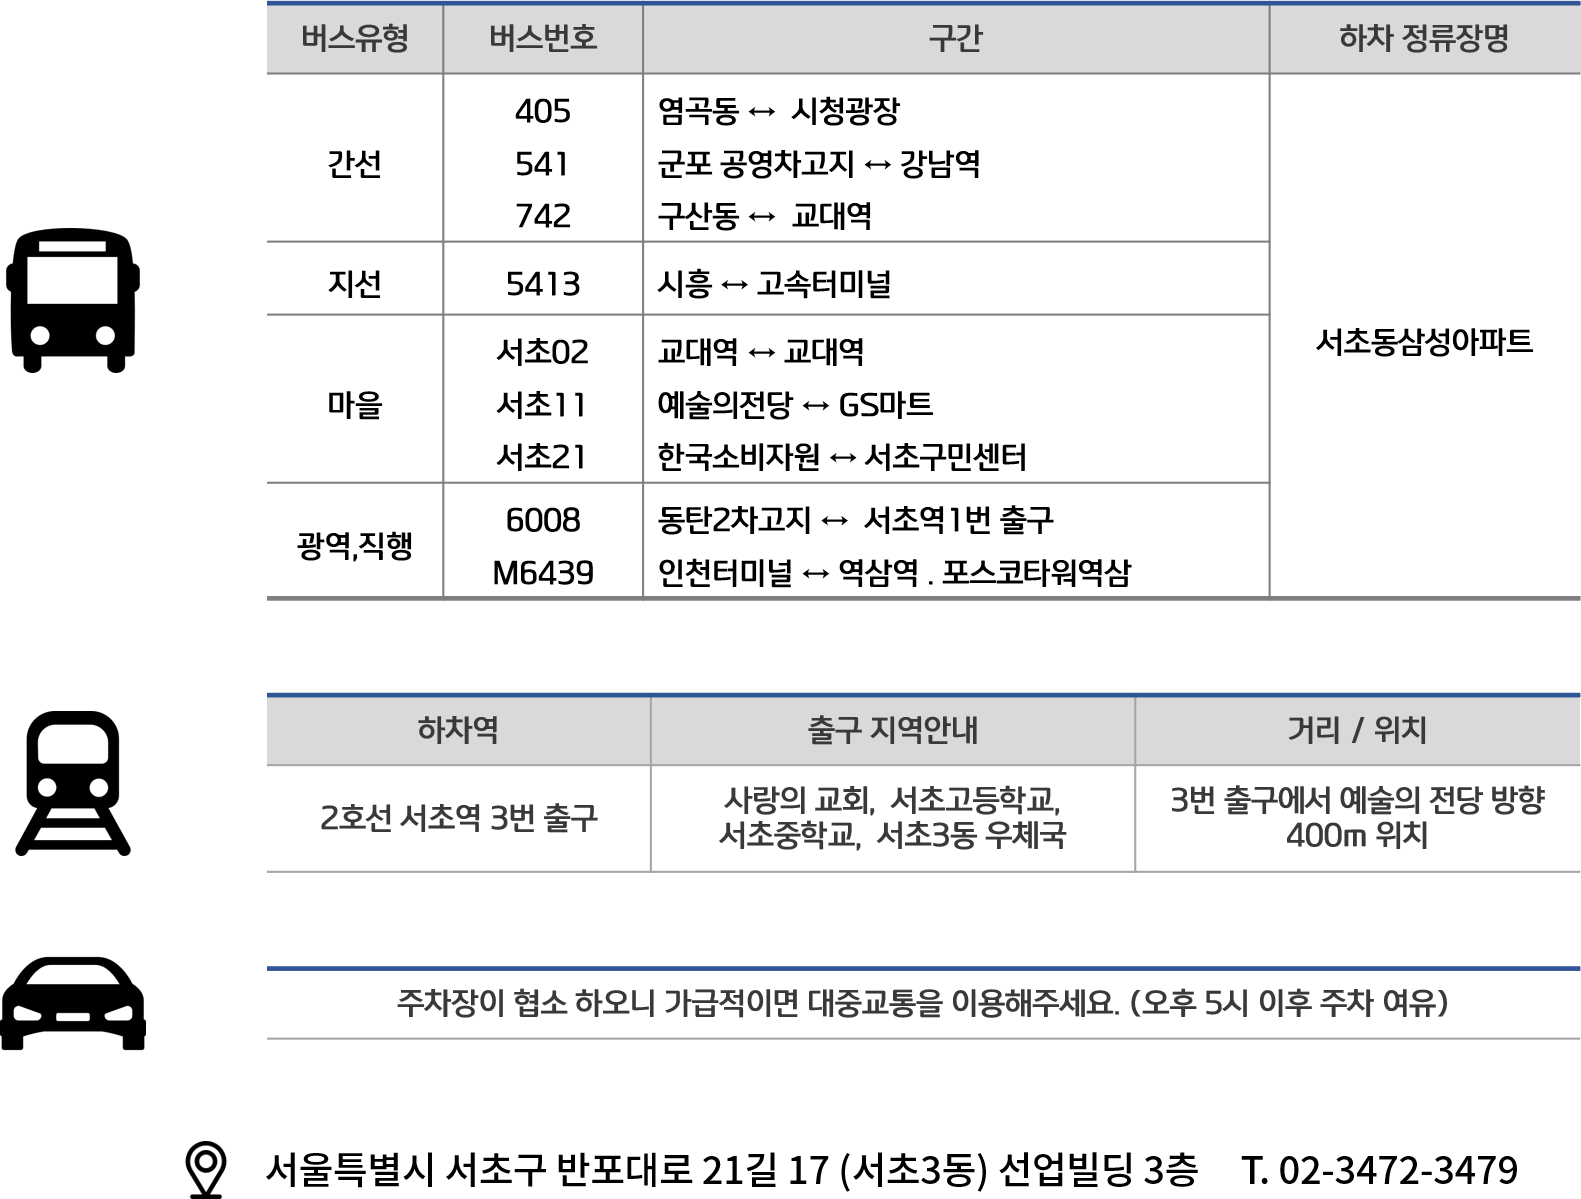 버스유형 버스번호 구간 하차 정류장명
405 염곡동 ↔ 시청광장
간선 541 군포 공영차고지 ↔ 강남역
742 구산동 ↔ 교대역
지선 5413 시흥 ↔ 고속터미널
서초02 교대역 ↔ 교대역
서초동삼성아파트
마을 서초11 예술의전당 ↔ GS마트
서초21 한국소비자원 ↔ 서초구민센터
6008 동탄2차고지 ↔ 서초역1번 출구
광역,직행
M6439 인천터미널 ↔ 역삼역 . 포스코타워역삼
하차역 출구 지역안내 거리 / 위치
2호선 서초역 3번 출구
사랑의 교회, 서초고등학교,
서초중학교, 서초3동 우체국
3번 출구에서 예술의 전당 방향
400m 위치
주차장이 협소 하오니 가급적이면 대중교통을 이용해주세요. (오후 5시 이후 주차 여유)
서울특별시 서초구 반포대로 21길 17 (서초3동) 선업빌딩 3층 T. 02-3472-3479